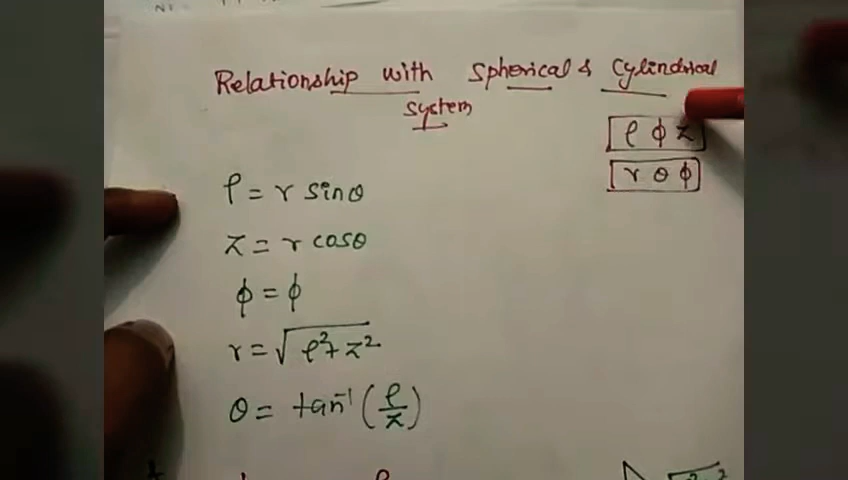 Relationship with Spherical & Cylindrical
system
ρ ϕ z
r θ ϕ
ρ = r sinθ
z = r cosθ
ϕ = ϕ
r = √ρ²+z²
θ = tan⁻¹(ρ/z)